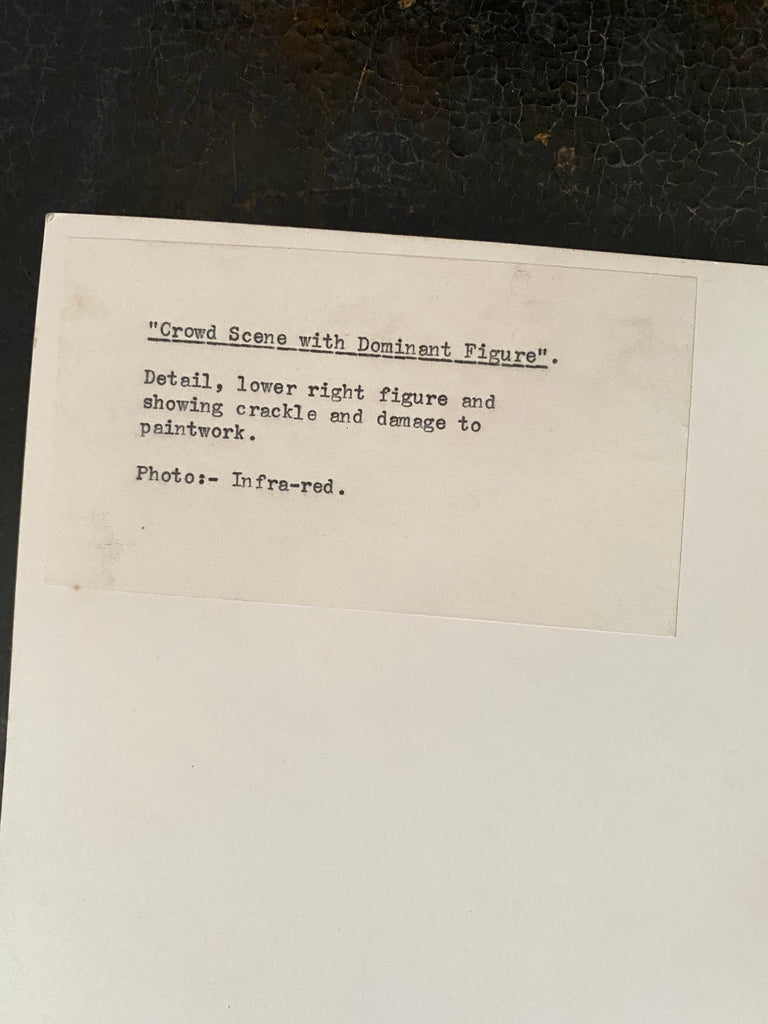 "Crowd Scene with Dominant Figure".
Detail, lower right figure and
showing crackle and damage to
paintwork.
Photo:- Infra-red.